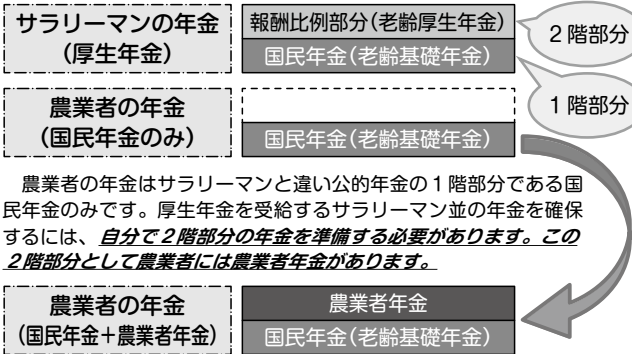 サラリーマンの年金
(厚生年金)
報酬比例部分(老齢厚生年金)
国民年金(老齢基礎年金)
2階部分
1階部分
農業者の年金
(国民年金のみ)
国民年金(老齢基礎年金)
農業者の年金はサラリーマンと違い公的年金の1階部分である国
民年金のみです。厚生年金を受給するサラリーマン並の年金を確保
するには、自分で2階部分の年金を準備する必要があります。この
2階部分として農業者には農業者年金があります。
農業者の年金
(国民年金+農業者年金)
農業者年金
国民年金(老齢基礎年金)